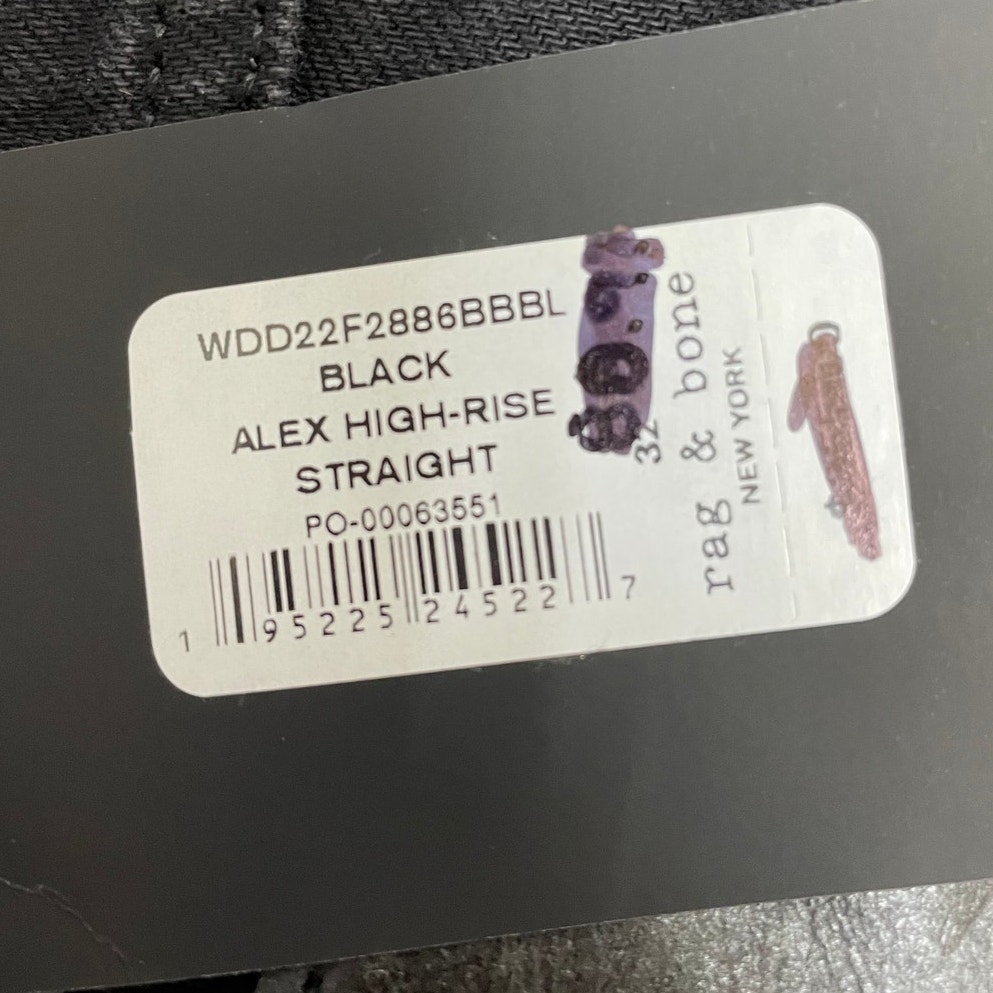 WDD22F2886BBBL
BLACK
ALEX HIGH-RISE
STRAIGHT
PO-00063551
1 95225 24522 7
32
rag & bone
NEW YORK